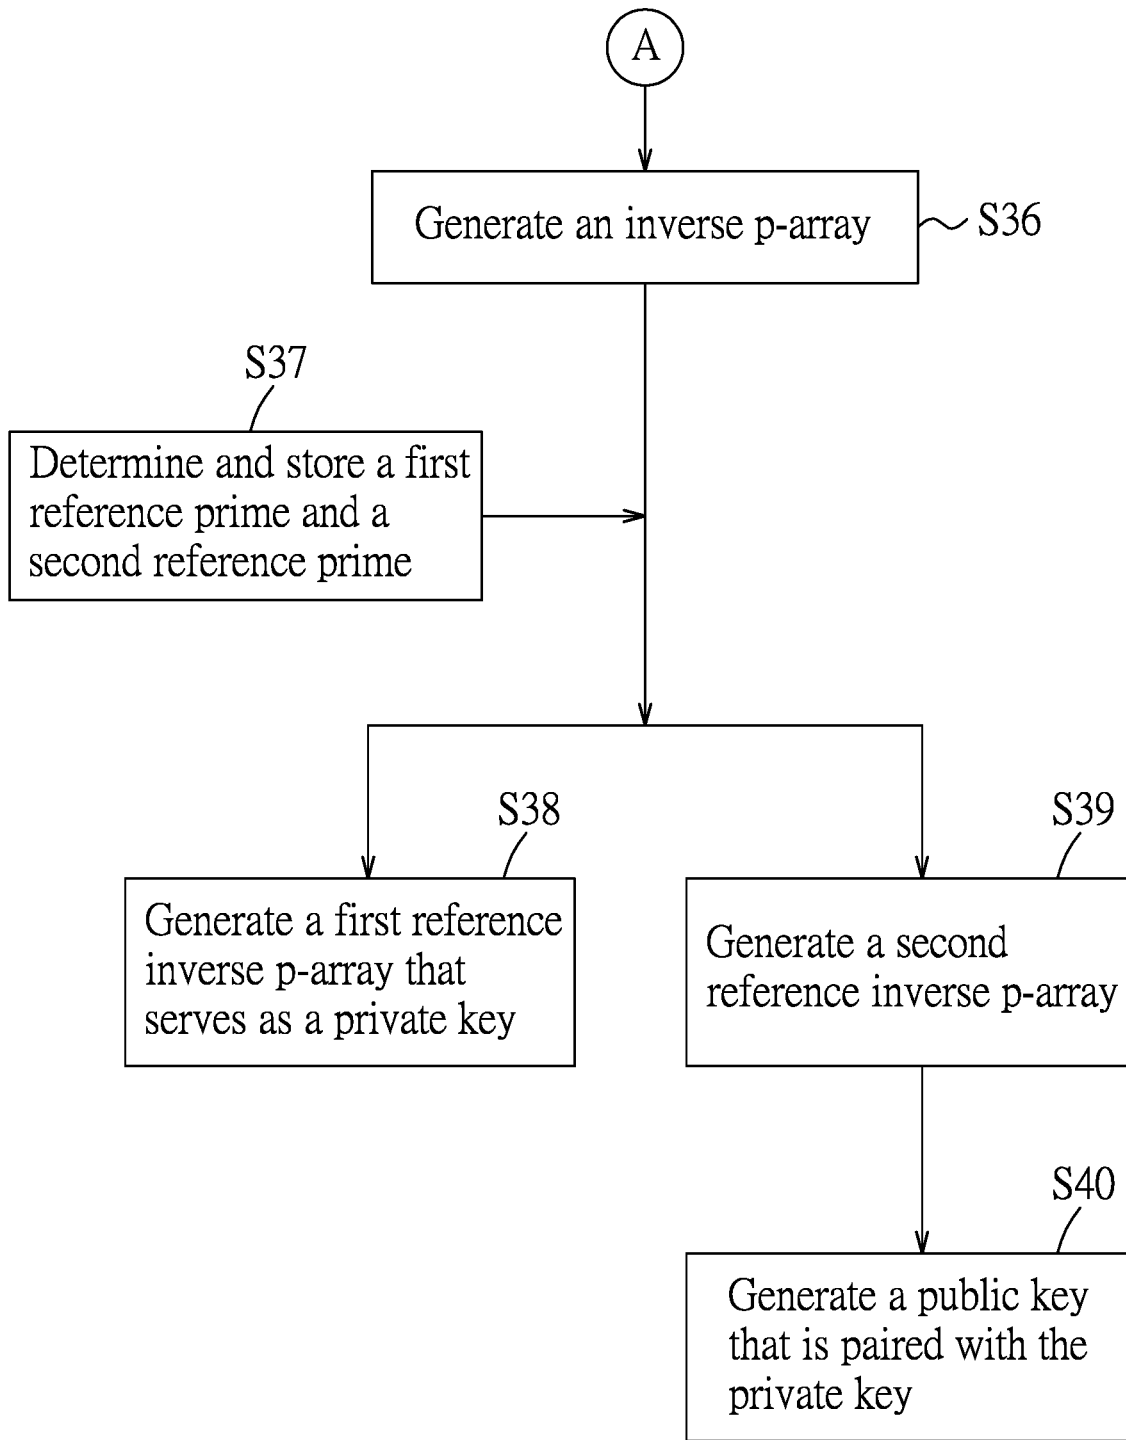 A
Generate an inverse p-array
S36
S37
Determine and store a first
reference prime and a
second reference prime
S38
Generate a first reference
inverse p-array that
serves as a private key
S39
Generate a second
reference inverse p-array
S40
Generate a public key
that is paired with the
private key